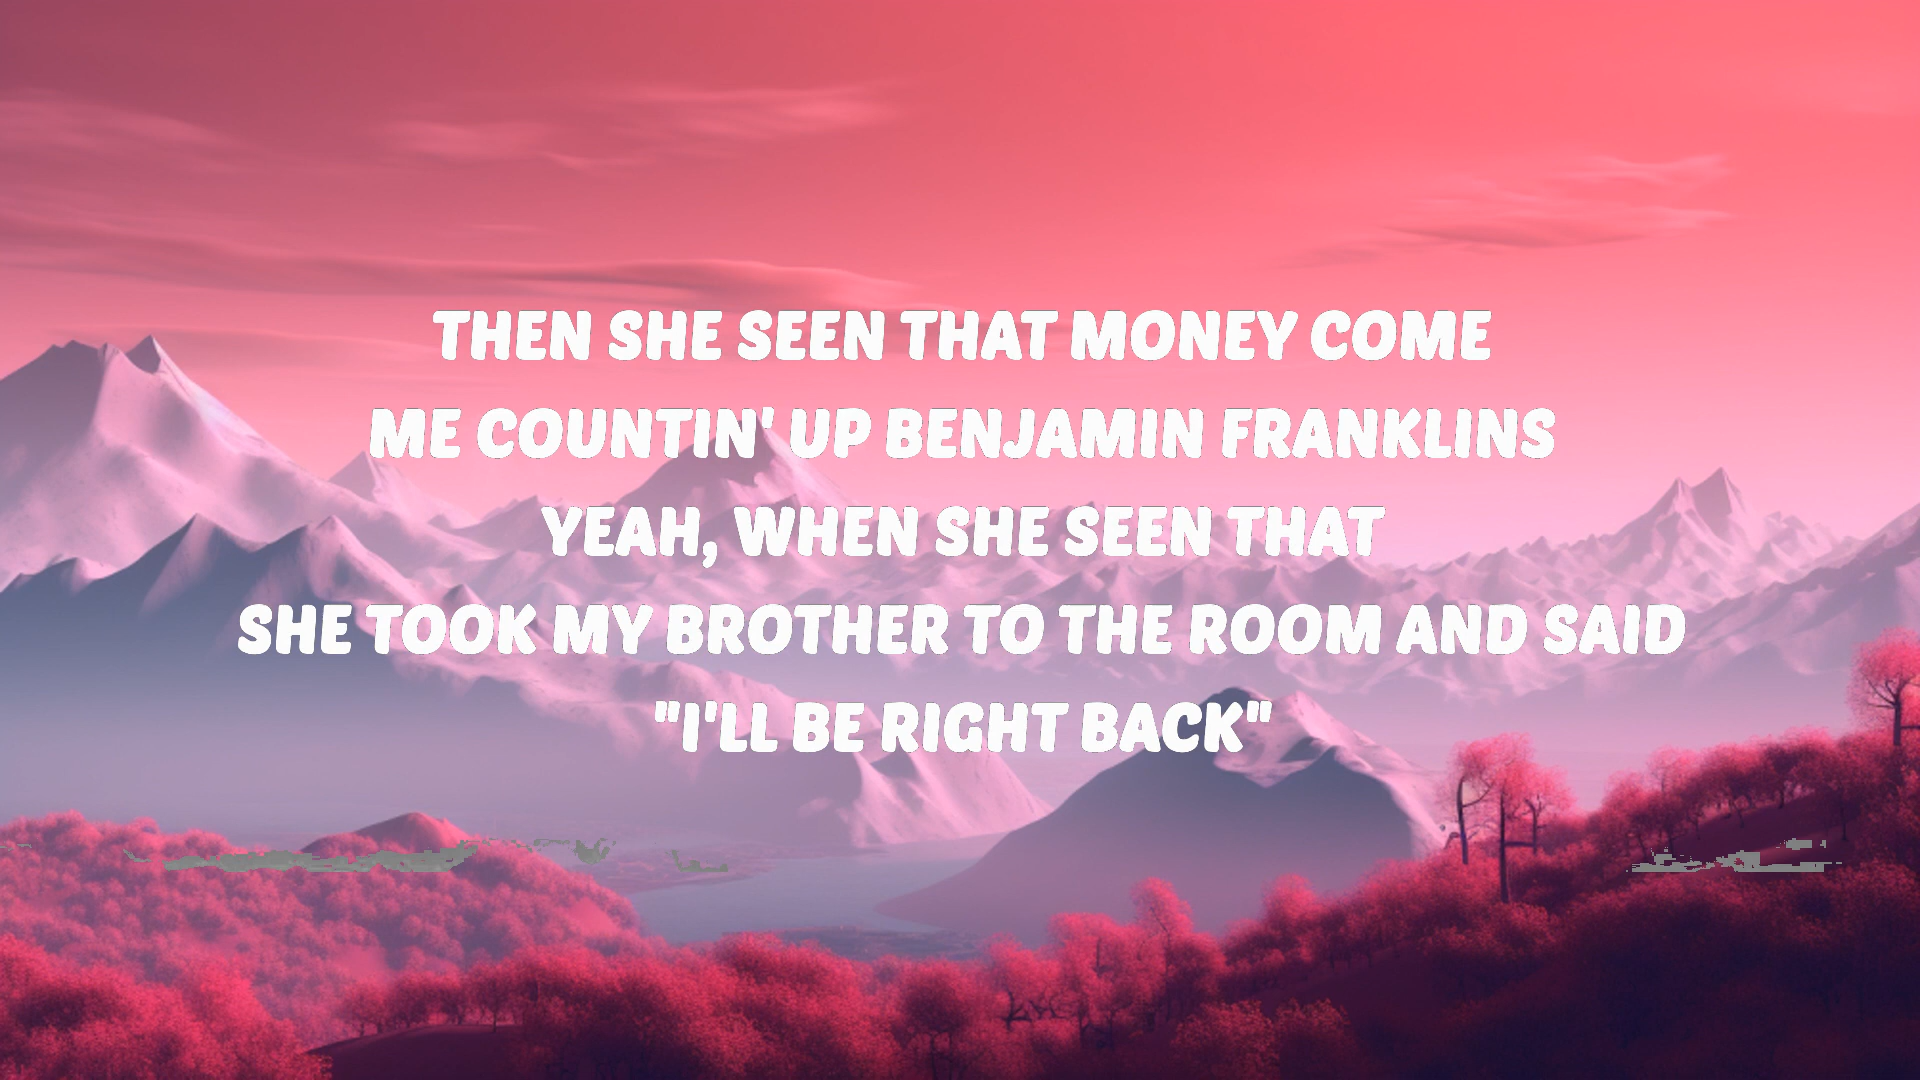 THEN SHE SEEN THAT MONEY COME
ME COUNTIN' UP BENJAMIN FRANKLINS
YEAH, WHEN SHE SEEN THAT
SHE TOOK MY BROTHER TO THE ROOM AND SAID
"I'LL BE RIGHT BACK"